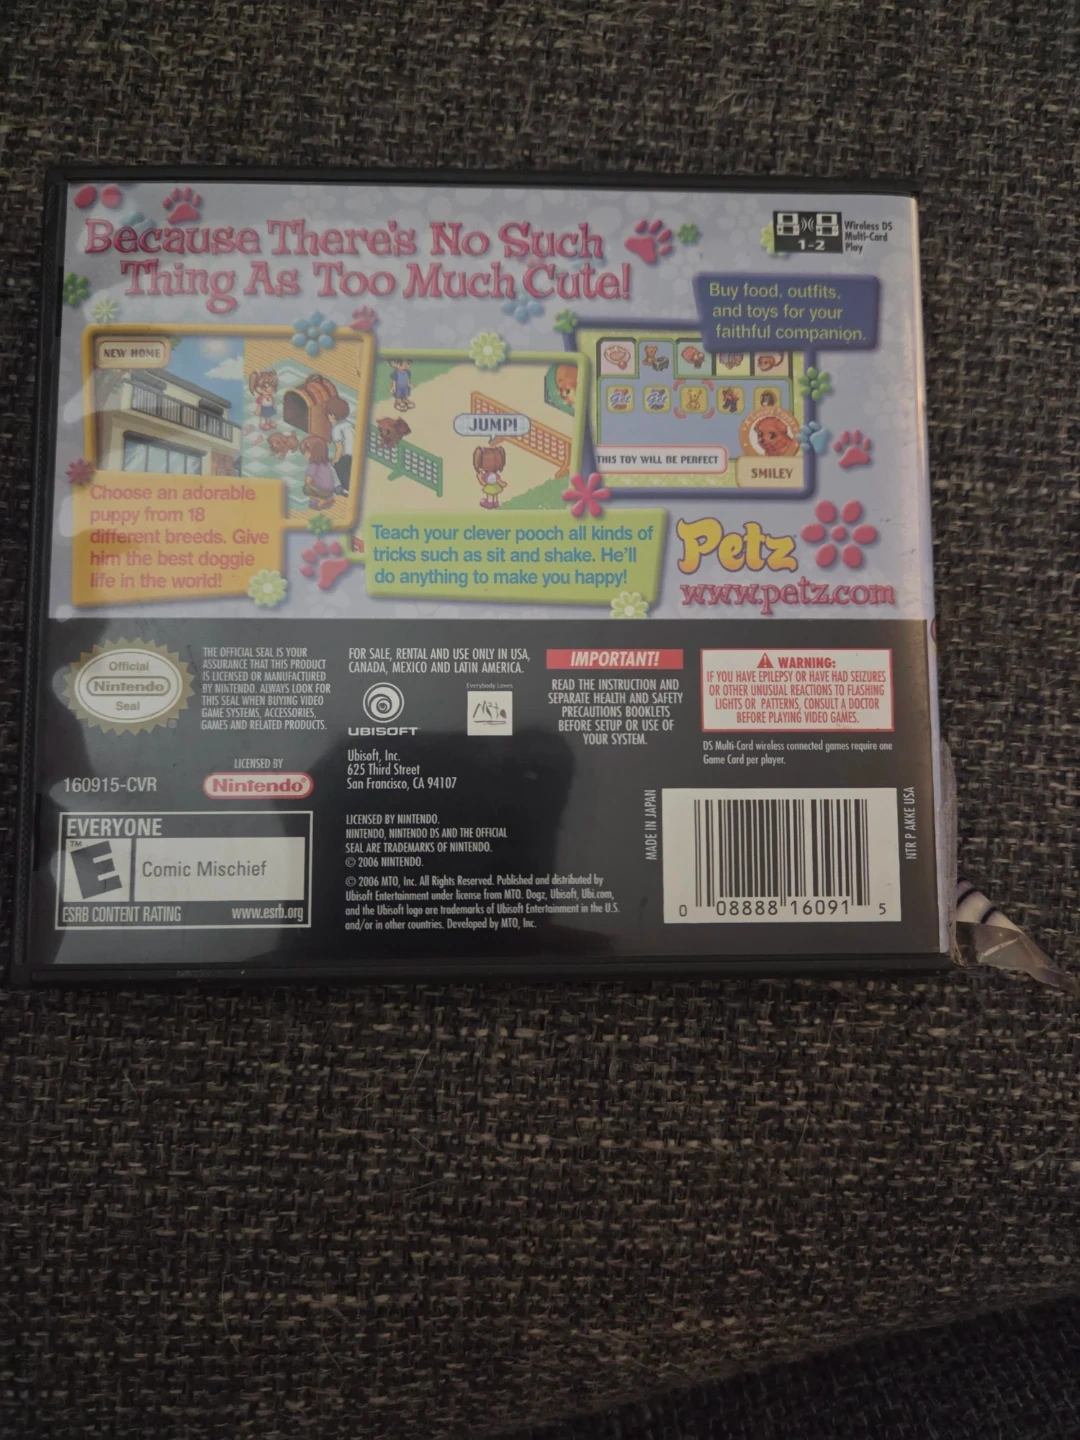 Because There's No Such
Thing As Too Much Cute!
1-2
Wireless DS
Multi-Card
Play
Buy food, outfits,
and toys for your
faithful companion.
NEW HOME
JUMP!
Get
Get
THIS TOY WILL BE PERFECT
SMILEY
Choose an adorable
puppy from 18
different breeds. Give
him the best doggie
life in the world!
Teach your clever pooch all kinds of
tricks such as sit and shake. He'll
do anything to make you happy!
Petz
www.petz.com
Official
Nintendo
Seal
THE OFFICIAL SEAL IS YOUR
ASSURANCE THAT THIS PRODUCT
IS LICENSED OR MANUFACTURED
BY NINTENDO. ALWAYS LOOK FOR
THIS SEAL WHEN BUYING VIDEO
GAME SYSTEMS, ACCESSORIES,
GAMES AND RELATED PRODUCTS.
160915-CVR
LICENSED BY
Nintendo
EVERYONE
TM
E
Comic Mischief
ESRB CONTENT RATING
www.esrb.org
FOR SALE, RENTAL AND USE ONLY IN USA,
CANADA, MEXICO AND LATIN AMERICA.
UBISOFT
Everybody Loves
Mto
Ubisoft, Inc.
625 Third Street
San Francisco, CA 94107
LICENSED BY NINTENDO.
NINTENDO, NINTENDO DS AND THE OFFICIAL
SEAL ARE TRADEMARKS OF NINTENDO.
© 2006 NINTENDO.
© 2006 MTO, Inc. All Rights Reserved. Published and distributed by
Ubisoft Entertainment under license from MTO. Dogz, Ubisoft, Ubi.com,
and the Ubisoft logo are trademarks of Ubisoft Entertainment in the U.S.
and/or in other countries. Developed by MTO, Inc.
IMPORTANT!
READ THE INSTRUCTION AND
SEPARATE HEALTH AND SAFETY
PRECAUTIONS BOOKLETS
BEFORE SETUP OR USE OF
YOUR SYSTEM.
WARNING:
IF YOU HAVE EPILEPSY OR HAVE HAD SEIZURES
OR OTHER UNUSUAL REACTIONS TO FLASHING
LIGHTS OR PATTERNS, CONSULT A DOCTOR
BEFORE PLAYING VIDEO GAMES.
DS Multi-Card wireless connected games require one
Game Card per player.
MADE IN JAPAN
0 08888 16091 5
NTR P AKKE USA